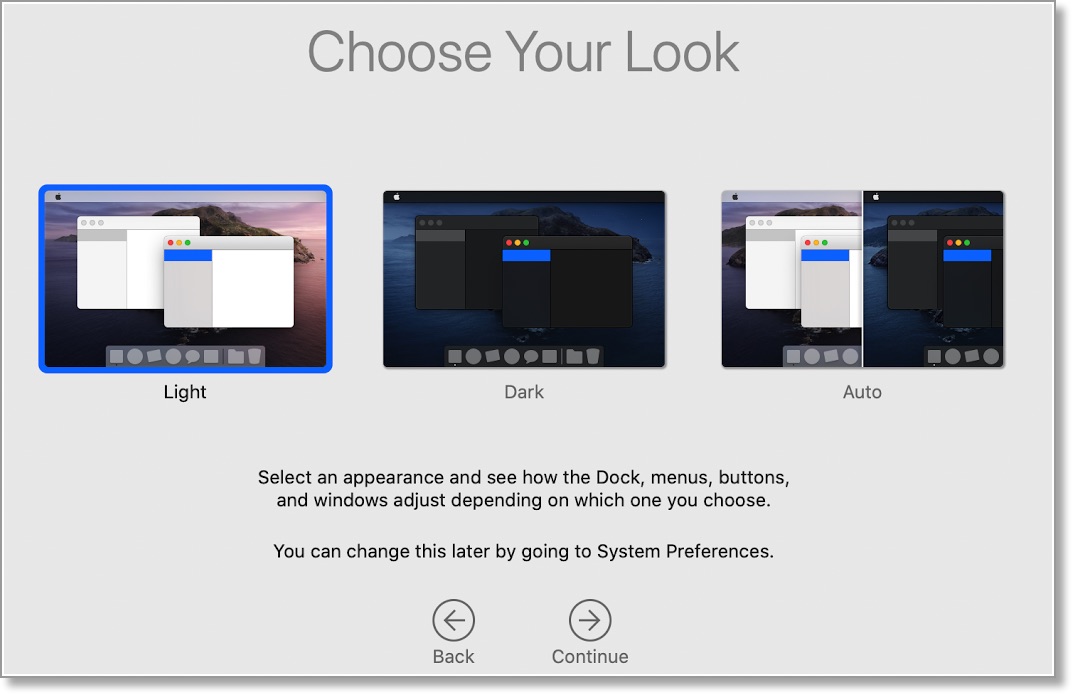 Choose Your Look
Light
Dark
Auto
Select an appearance and see how the Dock, menus, buttons,
and windows adjust depending on which one you choose.
You can change this later by going to System Preferences.
Back
Continue